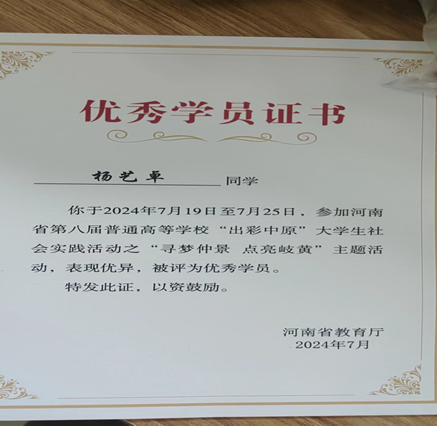 优秀学员证书
杨艺卓 同学
你于2024年7月19日至7月25日，参加河南
省第八届普通高等学校“出彩中原”大学生社
会实践活动之“寻梦仲景 点亮岐黄”主题活
动，表现优异，被评为优秀学员。
特发此证，以资鼓励。
河南省教育厅
2024年7月